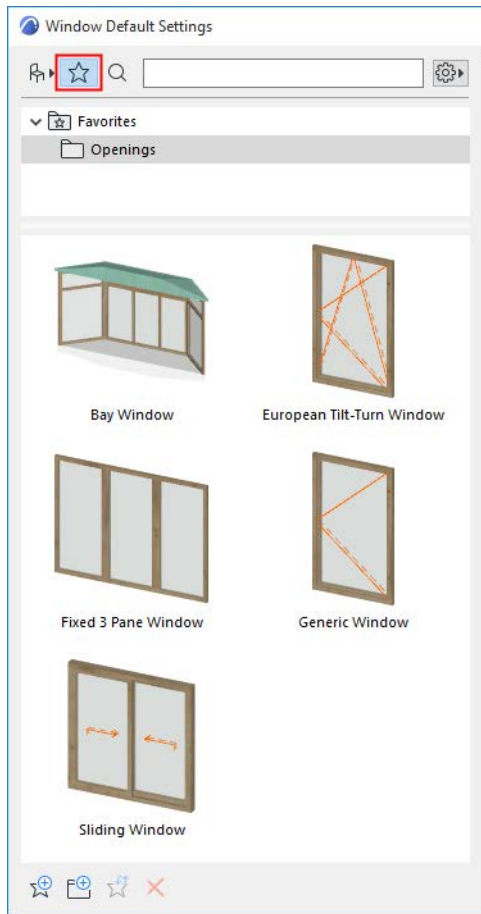 Window Default Settings
Favorites
Openings
Bay Window
European Tilt-Turn Window
Fixed 3 Pane Window
Generic Window
Sliding Window